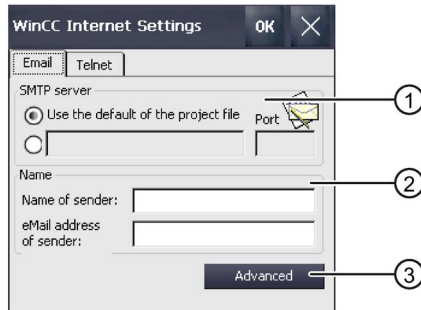 WinCC Internet Settings OK
Email Telnet
SMTP server
Use the default of the project file Port
Name
Name of sender:
eMail address
of sender:
Advanced
1
2
3